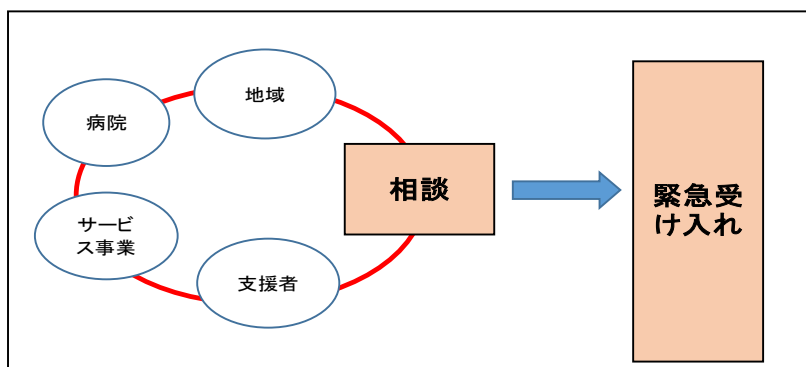 地域
病院
相談
サービ
ス事業
支援者
緊急受
け入れ